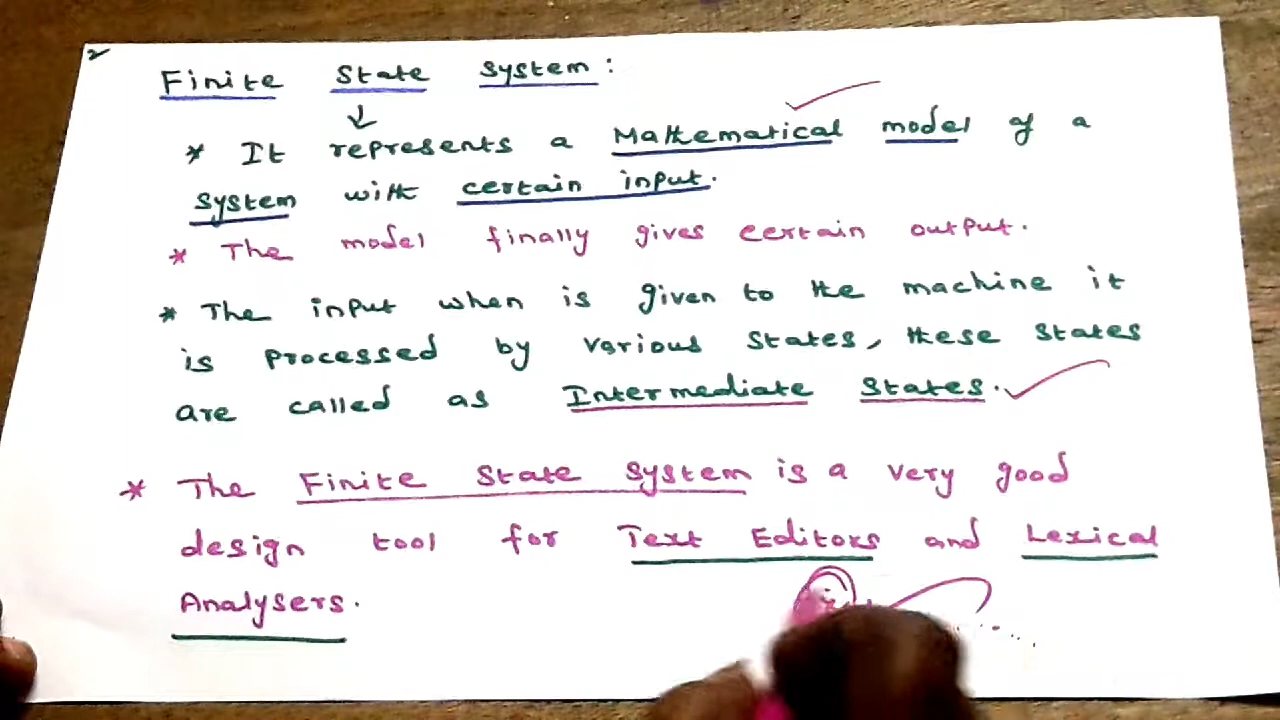 Finite State System:
* It represents a Mathematical model of a
system with certain input.
* The model finally gives certain output.
* The input when is given to the machine it
is processed by various states, these states
are called as Intermediate States.
* The Finite State System is a very good
design tool for Text Editors and Lexical
Analysers.